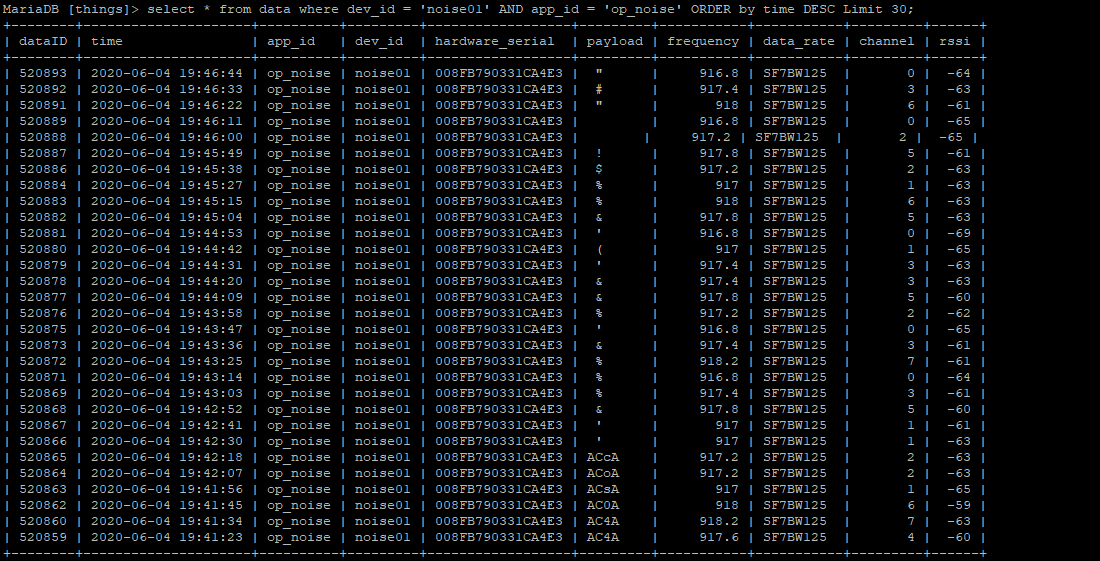 MariaDB [things]> select * from data where dev_id = 'noise01' AND app_id = 'op_noise' ORDER by time DESC Limit 30;
+--------+---------------------+----------+---------+------------------+---------+-----------+------------+---------+------+
| dataID | time                | app_id   | dev_id  | hardware_serial  | payload | frequency | data_rate  | channel | rssi |
+--------+---------------------+----------+---------+------------------+---------+-----------+------------+---------+------+
| 520893 | 2020-06-04 19:46:44 | op_noise | noise01 | 008FB790331CA4E3 |  "      |     916.8 | SF7BW125   |       0 |  -64 |
| 520892 | 2020-06-04 19:46:33 | op_noise | noise01 | 008FB790331CA4E3 |  #      |     917.4 | SF7BW125   |       3 |  -63 |
| 520891 | 2020-06-04 19:46:22 | op_noise | noise01 | 008FB790331CA4E3 |  "      |       918 | SF7BW125   |       6 |  -61 |
| 520889 | 2020-06-04 19:46:11 | op_noise | noise01 | 008FB790331CA4E3 |         |     916.8 | SF7BW125   |       0 |  -65 |
| 520888 | 2020-06-04 19:46:00 | op_noise | noise01 | 008FB790331CA4E3 |        |     917.2 | SF7BW125   |       2 |  -65 |
| 520887 | 2020-06-04 19:45:49 | op_noise | noise01 | 008FB790331CA4E3 |  !      |     917.8 | SF7BW125   |       5 |  -61 |
| 520886 | 2020-06-04 19:45:38 | op_noise | noise01 | 008FB790331CA4E3 |  $      |     917.2 | SF7BW125   |       2 |  -63 |
| 520884 | 2020-06-04 19:45:27 | op_noise | noise01 | 008FB790331CA4E3 |  %      |       917 | SF7BW125   |       1 |  -63 |
| 520883 | 2020-06-04 19:45:15 | op_noise | noise01 | 008FB790331CA4E3 |  %      |       918 | SF7BW125   |       6 |  -63 |
| 520882 | 2020-06-04 19:45:04 | op_noise | noise01 | 008FB790331CA4E3 |  &      |     917.8 | SF7BW125   |       5 |  -63 |
| 520881 | 2020-06-04 19:44:53 | op_noise | noise01 | 008FB790331CA4E3 |  '      |     916.8 | SF7BW125   |       0 |  -69 |
| 520880 | 2020-06-04 19:44:42 | op_noise | noise01 | 008FB790331CA4E3 |  (      |       917 | SF7BW125   |       1 |  -65 |
| 520879 | 2020-06-04 19:44:31 | op_noise | noise01 | 008FB790331CA4E3 |  '      |     917.4 | SF7BW125   |       3 |  -63 |
| 520878 | 2020-06-04 19:44:20 | op_noise | noise01 | 008FB790331CA4E3 |  &      |     917.4 | SF7BW125   |       3 |  -63 |
| 520877 | 2020-06-04 19:44:09 | op_noise | noise01 | 008FB790331CA4E3 |  &      |     917.8 | SF7BW125   |       5 |  -60 |
| 520876 | 2020-06-04 19:43:58 | op_noise | noise01 | 008FB790331CA4E3 |  %      |     917.2 | SF7BW125   |       2 |  -62 |
| 520875 | 2020-06-04 19:43:47 | op_noise | noise01 | 008FB790331CA4E3 |  '      |     916.8 | SF7BW125   |       0 |  -65 |
| 520873 | 2020-06-04 19:43:36 | op_noise | noise01 | 008FB790331CA4E3 |  &      |     917.4 | SF7BW125   |       3 |  -61 |
| 520872 | 2020-06-04 19:43:25 | op_noise | noise01 | 008FB790331CA4E3 |  %      |     918.2 | SF7BW125   |       7 |  -61 |
| 520871 | 2020-06-04 19:43:14 | op_noise | noise01 | 008FB790331CA4E3 |  %      |     916.8 | SF7BW125   |       0 |  -64 |
| 520869 | 2020-06-04 19:43:03 | op_noise | noise01 | 008FB790331CA4E3 |  %      |     917.4 | SF7BW125   |       3 |  -61 |
| 520868 | 2020-06-04 19:42:52 | op_noise | noise01 | 008FB790331CA4E3 |  &      |     917.8 | SF7BW125   |       5 |  -60 |
| 520867 | 2020-06-04 19:42:41 | op_noise | noise01 | 008FB790331CA4E3 |  '      |       917 | SF7BW125   |       1 |  -61 |
| 520866 | 2020-06-04 19:42:30 | op_noise | noise01 | 008FB790331CA4E3 |  '      |       917 | SF7BW125   |       1 |  -63 |
| 520865 | 2020-06-04 19:42:18 | op_noise | noise01 | 008FB790331CA4E3 | ACcA    |     917.2 | SF7BW125   |       2 |  -63 |
| 520864 | 2020-06-04 19:42:07 | op_noise | noise01 | 008FB790331CA4E3 | ACoA    |     917.2 | SF7BW125   |       2 |  -63 |
| 520863 | 2020-06-04 19:41:56 | op_noise | noise01 | 008FB790331CA4E3 | ACsA    |       917 | SF7BW125   |       1 |  -65 |
| 520862 | 2020-06-04 19:41:45 | op_noise | noise01 | 008FB790331CA4E3 | AC0A    |       918 | SF7BW125   |       6 |  -59 |
| 520860 | 2020-06-04 19:41:34 | op_noise | noise01 | 008FB790331CA4E3 | AC4A    |     918.2 | SF7BW125   |       7 |  -63 |
| 520859 | 2020-06-04 19:41:23 | op_noise | noise01 | 008FB790331CA4E3 | AC4A    |     917.6 | SF7BW125   |       4 |  -60 |
+--------+---------------------+----------+---------+------------------+---------+-----------+------------+---------+------+